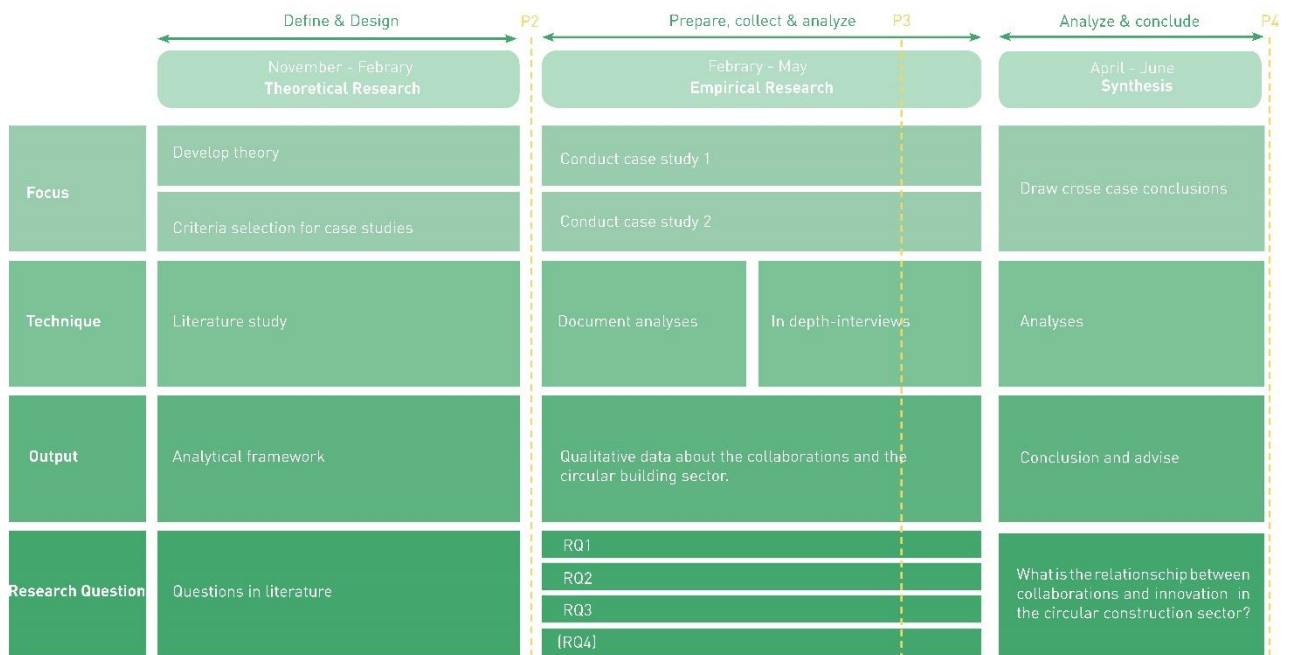 Define & Design
P2
Prepare, collect & analyze
P3
Analyze & conclude
P4
November - Febrary
Theoretical Research
Febrary - May
Empirical Research
April - June
Synthesis
Focus
Develop theory
Criteria selection for case studies
Conduct case study 1
Conduct case study 2
Draw crose case conclusions
Technique
Literature study
Document analyses
In depth-interviews
Analyses
Output
Analytical framework
Qualitative data about the collaborations and the
circular building sector.
Conclusion and advise
Research Question
Questions in literature
RQ1
RQ2
RQ3
(RQ4)
What is the relationschip between
collaborations and innovation in
the circular construction sector?